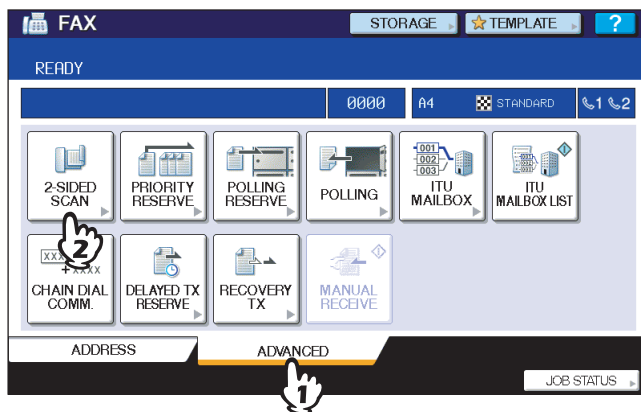 FAX
STORAGE
TEMPLATE
?
READY
0000
A4
STANDARD
1 2
2-SIDED
SCAN
PRIORITY
RESERVE
POLLING
RESERVE
POLLING
001
002
003
ITU
MAILBOX
ITU
MAILBOX LIST
2
XXX
+XXXX
CHAIN DIAL
COMM.
DELAYED TX
RESERVE
RECOVERY
TX
MANUAL
RECEIVE
ADDRESS
ADVANCED
1
JOB STATUS